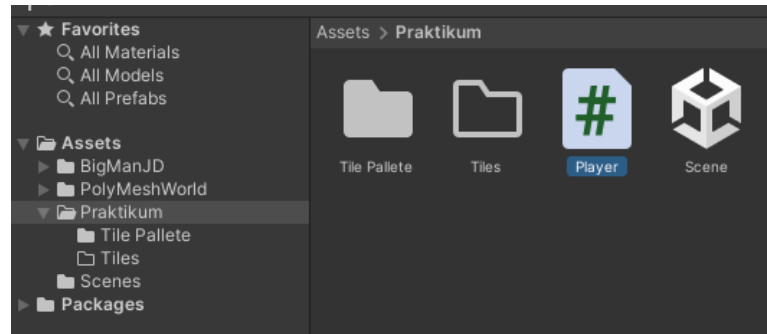 Favorites
All Materials
All Models
All Prefabs
Assets
BigManJD
PolyMeshWorld
Praktikum
Tile Pallete
Tiles
Scenes
Packages
Assets > Praktikum
Tile Pallete
Tiles
#
Player
Scene